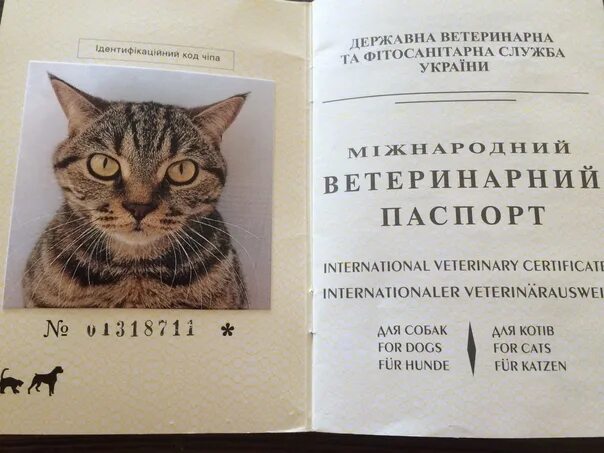 Ідентифікаційний код чіпа
№ 01318711 *
ДЕРЖАВНА ВЕТЕРИНАРНА
ТА ФІТОСАНІТАРНА СЛУЖБА
УКРАЇНИ
МІЖНАРОДНИЙ
ВЕТЕРИНАРНИЙ
ПАСПОРТ
INTERNATIONAL VETERINARY CERTIFICATE
INTERNATIONALER VETERINÄRAUSWEI
ДЛЯ СОБАК
FOR DOGS
FÜR HUNDE
ДЛЯ КОТІВ
FOR CATS
FÜR KATZEN